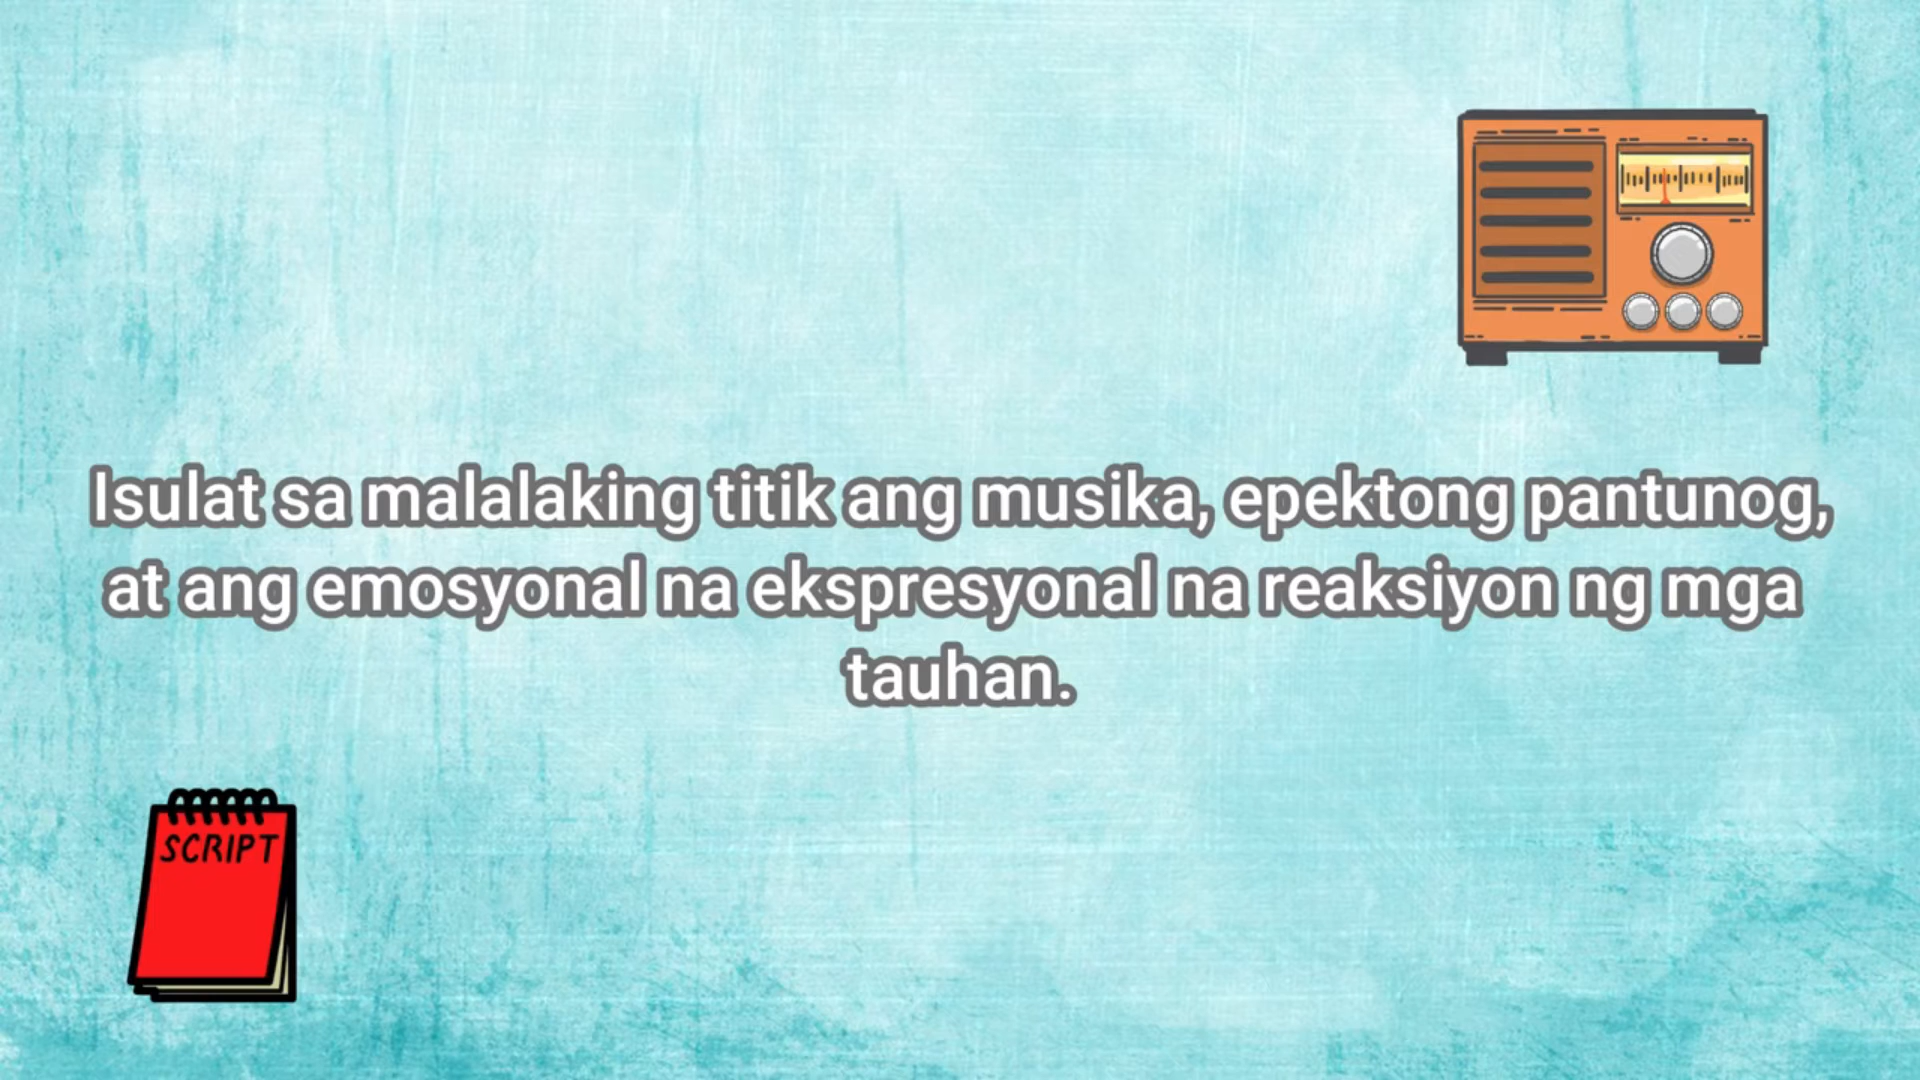 Isulat sa malalaking titik ang musika, epektong pantunog,
at ang emosyonal na ekspresyonal na reaksiyon ng mga
tauhan.
SCRIPT